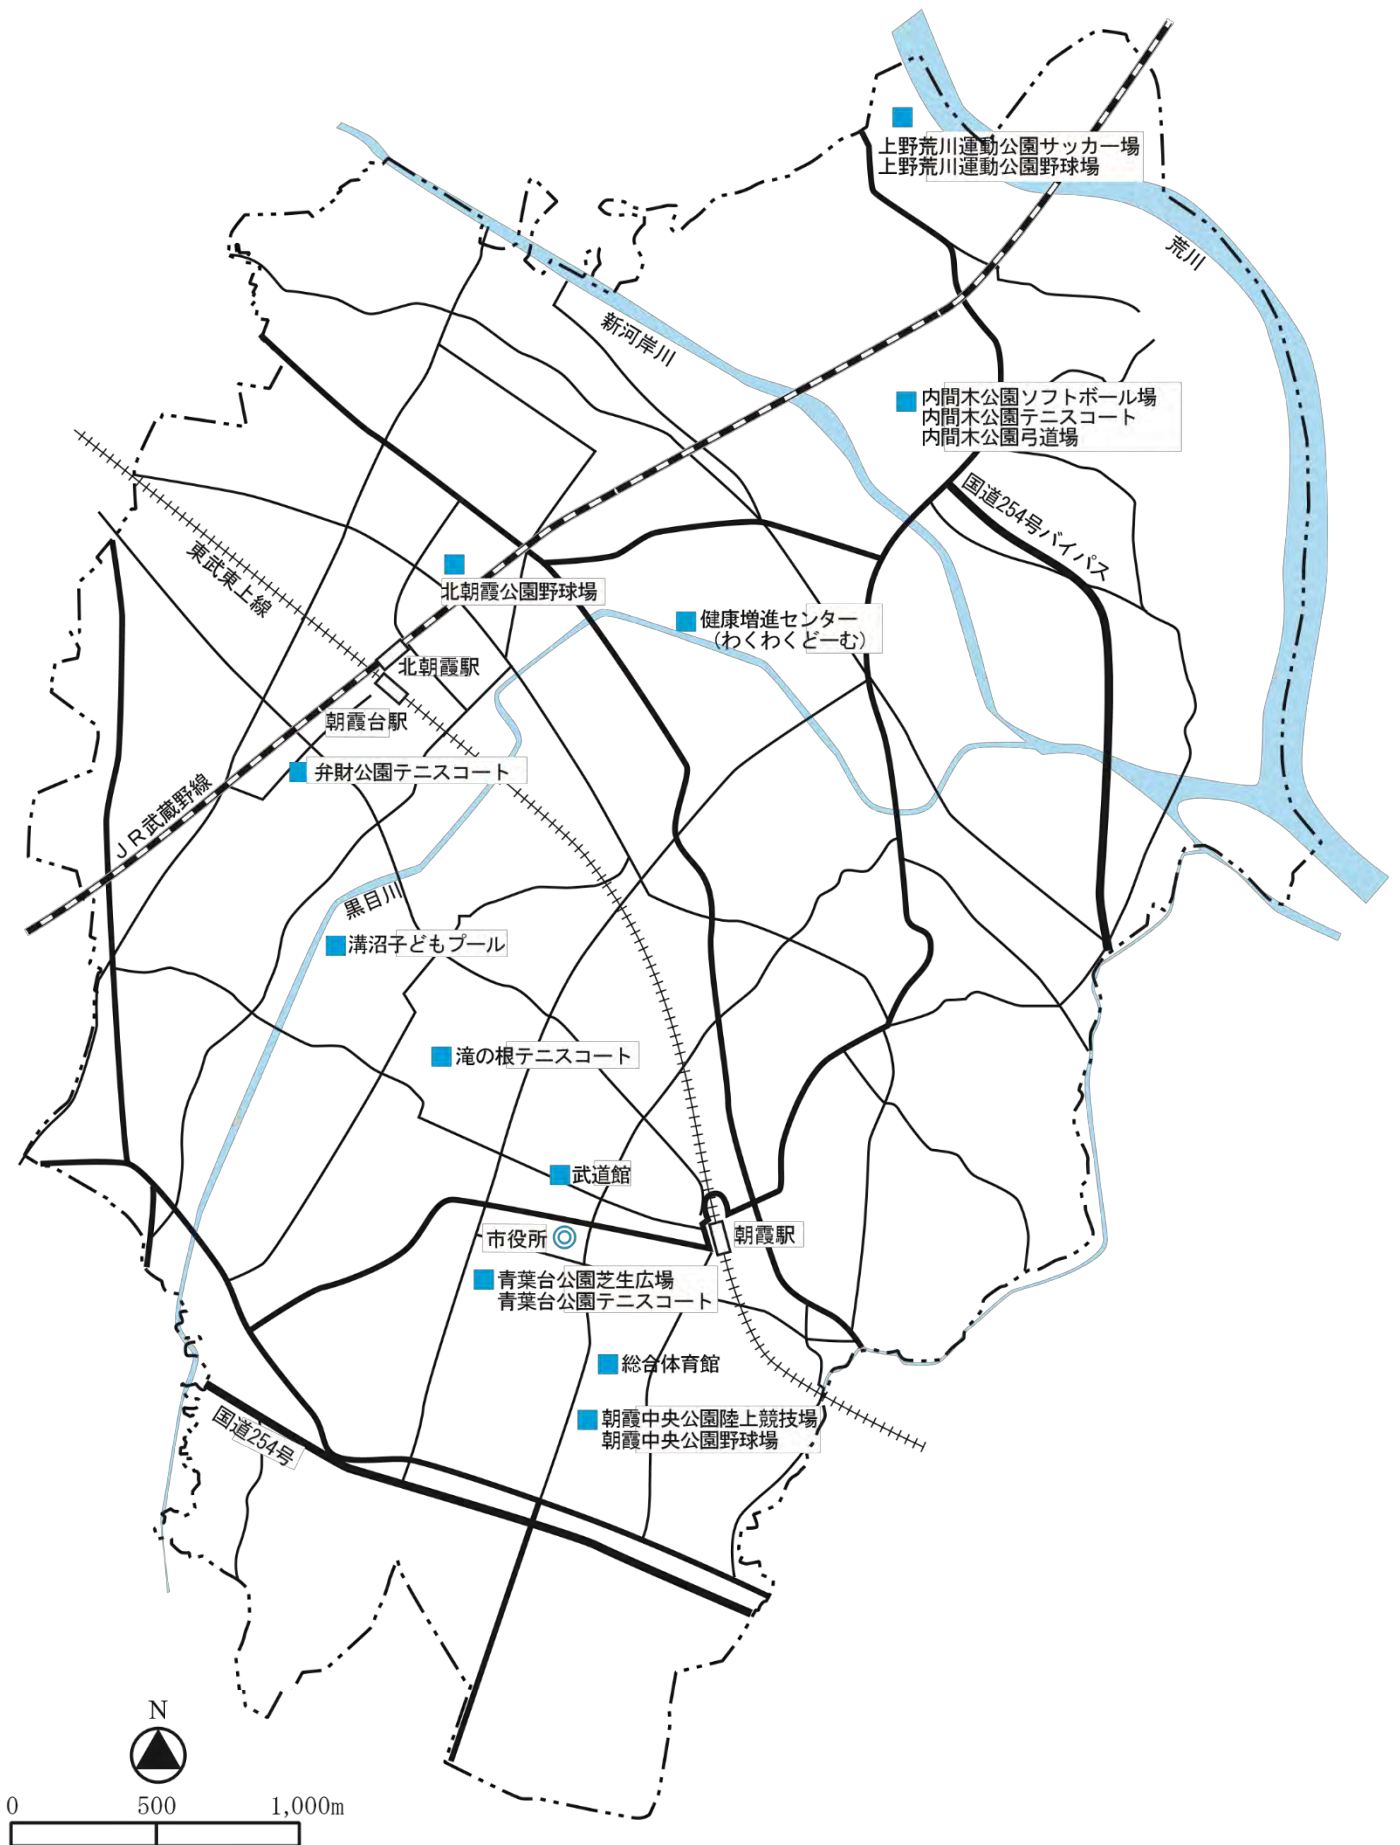 上野荒川運動公園サッカー場
上野荒川運動公園野球場
荒川
新河岸川
内間木公園ソフトボール場
内間木公園テニスコート
内間木公園弓道場
国道254号バイパス
東武東上線
北朝霞公園野球場
健康増進センター
(わくわくどーむ)
北朝霞駅
朝霞台駅
弁財公園テニスコート
JR武蔵野線
黒目川
溝沼子どもプール
滝の根テニスコート
武道館
市役所
朝霞駅
青葉台公園芝生広場
青葉台公園テニスコート
総合体育館
朝霞中央公園陸上競技場
朝霞中央公園野球場
国道254号
N
0 500 1,000m